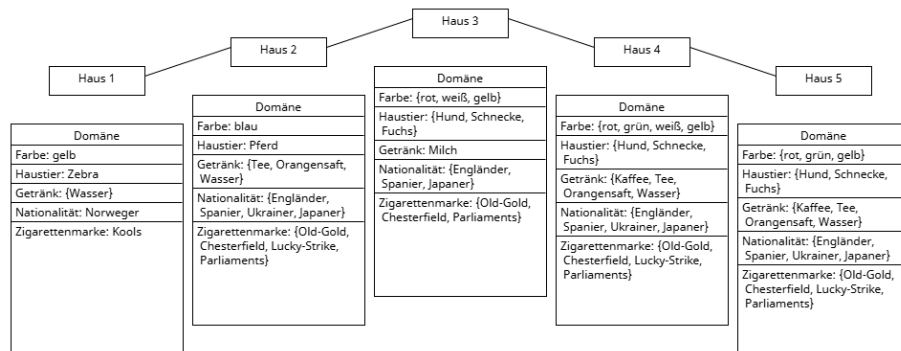 Haus 1
Domäne
Farbe: gelb
Haustier: Zebra
Getränk: {Wasser}
Nationalität: Norweger
Zigarettenmarke: Kools
Haus 2
Domäne
Farbe: blau
Haustier: Pferd
Getränk: {Tee, Orangensaft,
Wasser}
Nationalität: {Engländer,
Spanier, Ukrainer, Japaner}
Zigarettenmarke: {Old-Gold,
Chesterfield, Lucky-Strike,
Parliaments}
Haus 3
Domäne
Farbe: {rot, weiß, gelb}
Haustier: {Hund, Schnecke,
Fuchs}
Getränk: Milch
Nationalität: {Engländer,
Spanier, Japaner}
Zigarettenmarke: {Old-Gold,
Chesterfield, Parliaments}
Haus 4
Domäne
Farbe: {rot, grün, weiß, gelb}
Haustier: {Hund, Schnecke,
Fuchs}
Getränk: {Kaffee, Tee,
Orangensaft, Wasser}
Nationalität: {Engländer,
Spanier, Ukrainer, Japaner}
Zigarettenmarke: {Old-Gold,
Chesterfield, Lucky-Strike,
Parliaments}
Haus 5
Domäne
Farbe: {rot, grün, gelb}
Haustier: {Hund, Schnecke,
Fuchs}
Getränk: {Kaffee, Tee,
Orangensaft, Wasser}
Nationalität: {Engländer,
Spanier, Ukrainer, Japaner}
Zigarettenmarke: {Old-Gold,
Chesterfield, Lucky-Strike,
Parliaments}